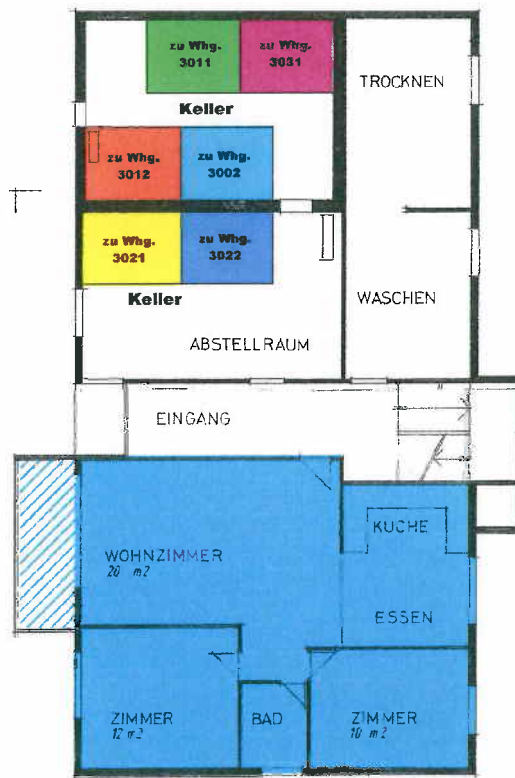 zu Whg.
3011
zu Whg.
3031
TROCKNEN
Keller
zu Whg.
3012
zu Whg.
3002
zu Whg.
3021
zu Whg.
3022
Keller
WASCHEN
ABSTELLRAUM
EINGANG
KÜCHE
WOHNZIMMER
20 m2
ESSEN
ZIMMER
12 m2
BAD
ZIMMER
10 m2